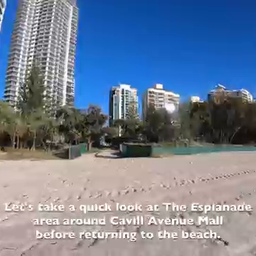 Let's take a quick look at The Esplanade
area around Cavill Avenue Mall
before returning to the beach.